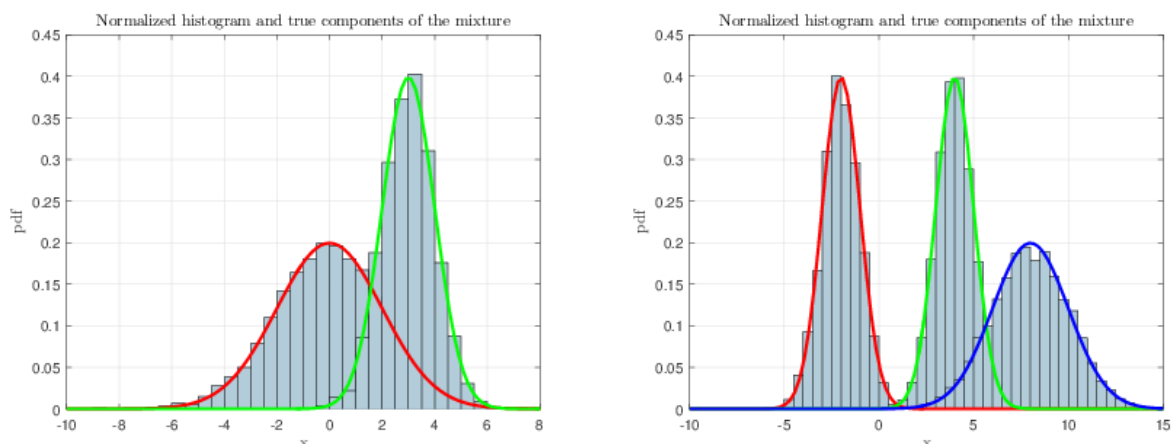 Normalized histogram and true components of the mixture
0.45
0.4
0.35
0.3
0.25
0.2
0.15
0.1
0.05
0
pdf
-10 -8 -6 -4 -2 0 2 4 6 8
x
Normalized histogram and true components of the mixture
0.45
0.4
0.35
0.3
0.25
0.2
0.15
0.1
0.05
0
pdf
-10 -5 0 5 10 15
x